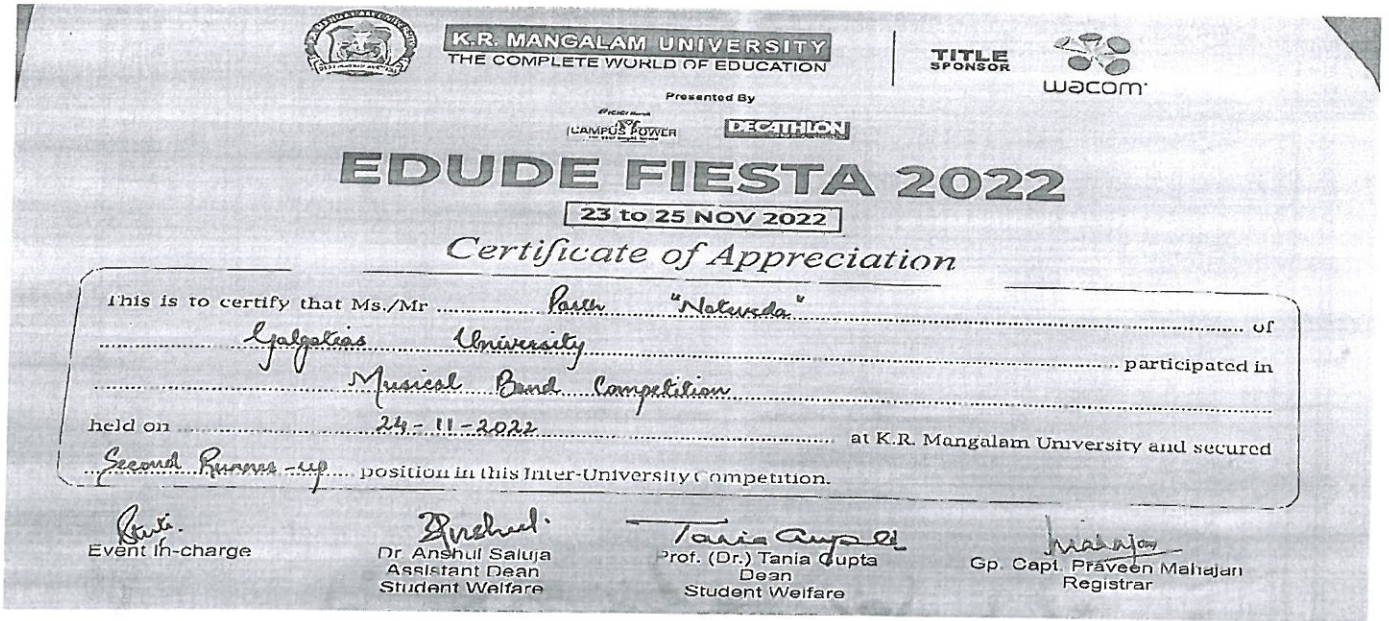 K.R. MANGALAM UNIVERSITY
THE COMPLETE WORLD OF EDUCATION
TITLE
SPONSOR
wacom
Presented By
CAMPUS POWER
DECATHLON
EDUDE FIESTA 2022
23 to 25 NOV 2022
Certificate of Appreciation
This is to certify that Ms./Mr Parth "Natveda" of
Galgotias University participated in
Musical Band Competition
held on 24-11-2022 at K.R. Mangalam University and secured
Second Runner-up position in this Inter-University Competition.
Event In-charge
Anshul
Dr. Anshul Saluja
Assistant Dean
Student Welfare
Tania Gupta
Prof. (Dr.) Tania Gupta
Dean
Student Welfare
Gp. Capt. Praveen Mahajan
Registrar